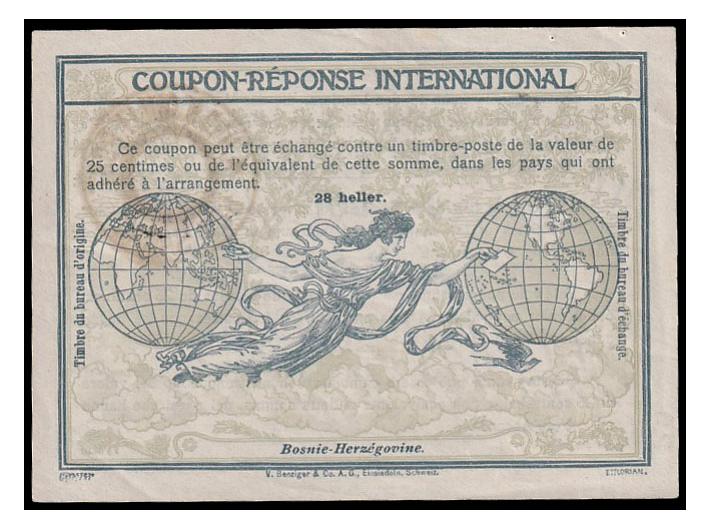 COUPON-RÉPONSE INTERNATIONAL
Ce coupon peut être échangé contre un timbre-poste de la valeur de
25 centimes ou de l'équivalent de cette somme, dans les pays qui ont
adhéré à l'arrangement.
28 heller.
Timbre du bureau d'origine.
Timbre du bureau d'échange.
Bosnie-Herzégovine.
V. Benziger & Co. A.G., Einsiedeln, Schweiz.